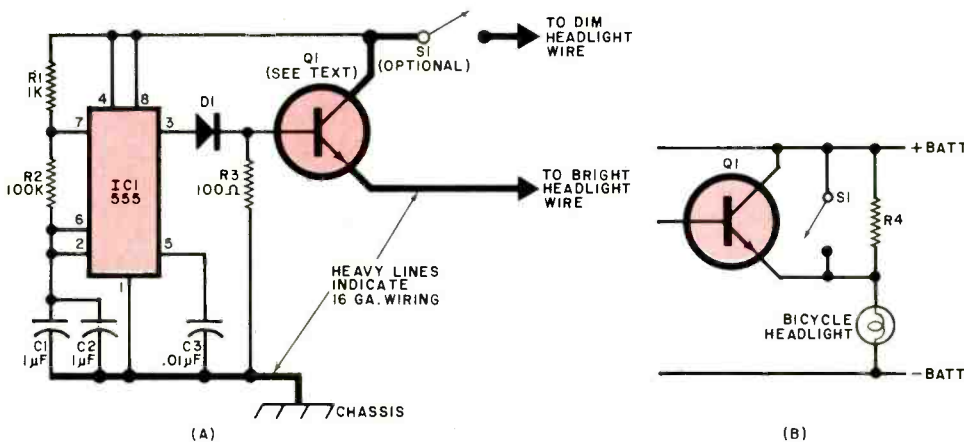 TO DIM
HEADLIGHT
WIRE
S1
(OPTIONAL)
Q1
(SEE TEXT)
R1
1K
4
8
7
3
D1
R2
100K
IC1
555
R3
100Ω
TO BRIGHT
HEADLIGHT
WIRE
6
2
5
1
HEAVY LINES
INDICATE
16 GA. WIRING
C1
1µF
C2
1µF
C3
.01µF
CHASSIS
(A)
+BATT
Q1
S1
R4
BICYCLE
HEADLIGHT
-BATT
(B)